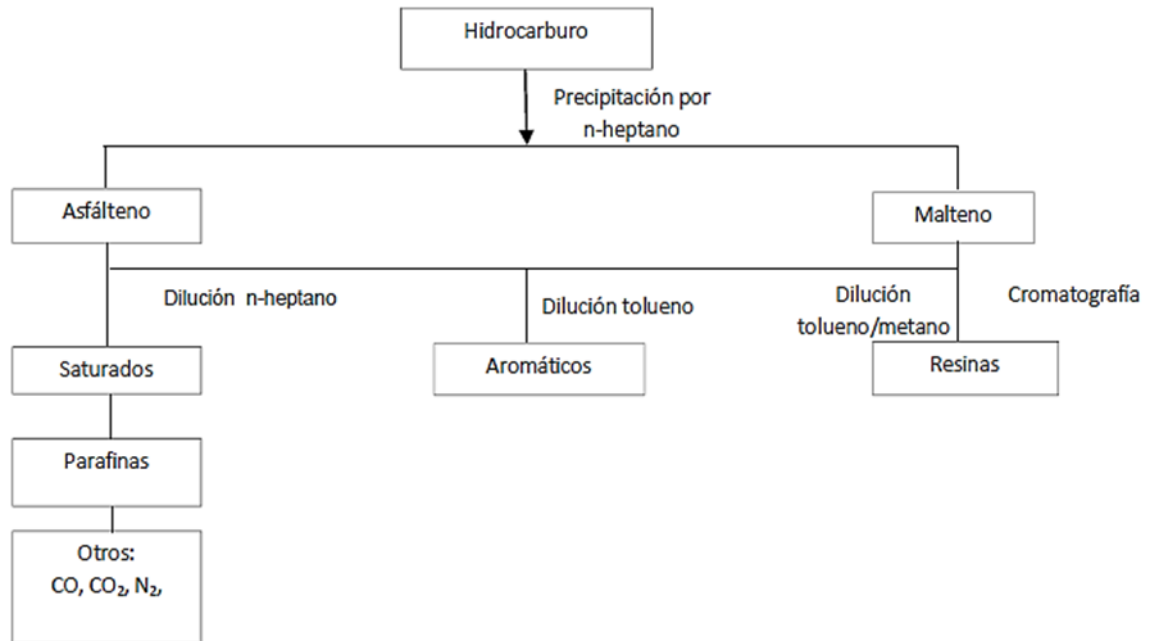 Hidrocarburo
Precipitación por
n-heptano
Asfálteno
Malteno
Dilución n-heptano
Dilución tolueno
Dilución
tolueno/metano
Cromatografía
Saturados
Aromáticos
Resinas
Parafinas
Otros:
CO, CO₂, N₂,